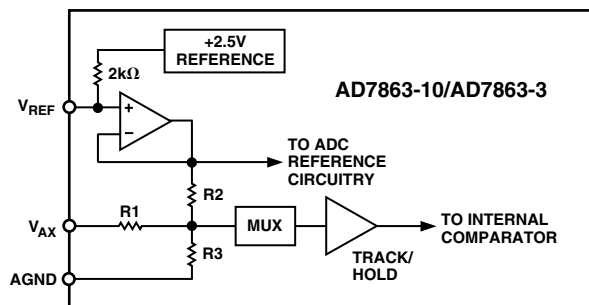 +2.5V
REFERENCE
2kΩ
AD7863-10/AD7863-3
VREF
+
–
TO ADC
REFERENCE
CIRCUITRY
R2
R1
VAX
MUX
TO INTERNAL
COMPARATOR
R3
TRACK/
HOLD
AGND